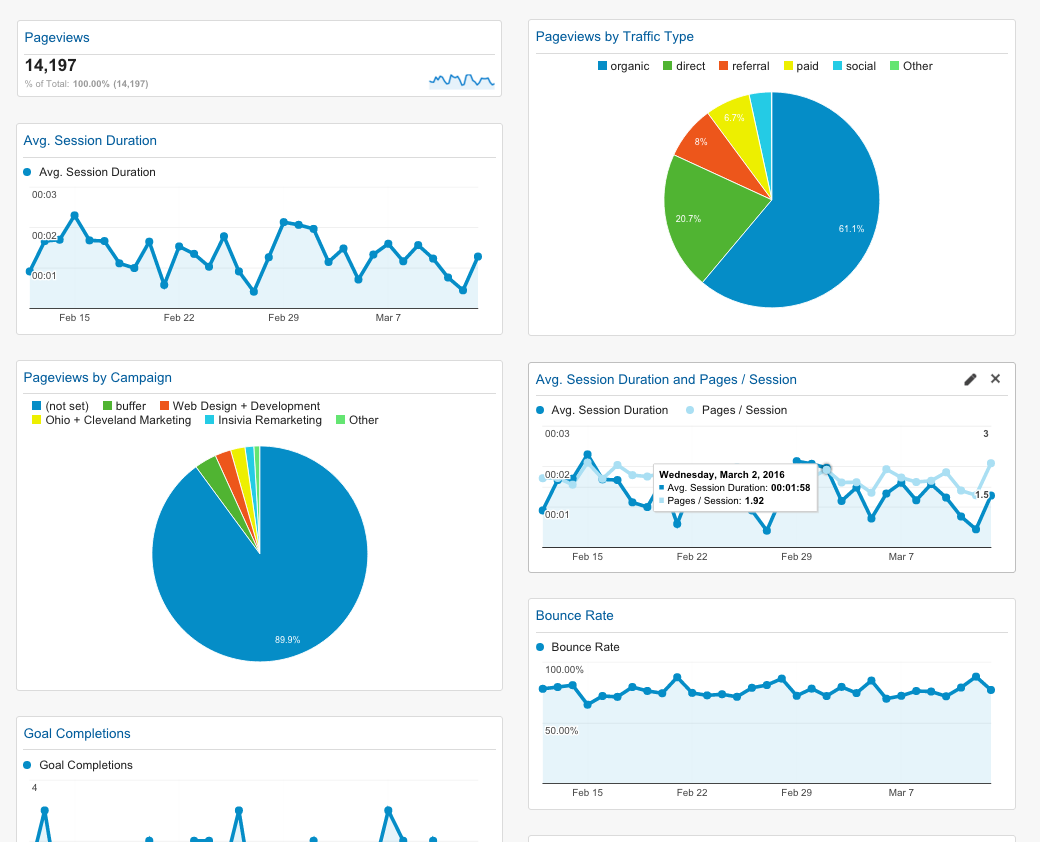 Pageviews
14,197
% of Total: 100.00% (14,197)
Avg. Session Duration
Avg. Session Duration
00:03
00:02
00:01
Feb 15 Feb 22 Feb 29 Mar 7
Pageviews by Campaign
(not set) buffer Web Design + Development
Ohio + Cleveland Marketing Insivia Remarketing Other
89.9%
Goal Completions
Goal Completions
4
Pageviews by Traffic Type
organic direct referral paid social Other
6.7%
8%
20.7%
61.1%
Avg. Session Duration and Pages / Session
Avg. Session Duration Pages / Session
00:03 3
00:02
Wednesday, March 2, 2016
Avg. Session Duration: 00:01:58
Pages / Session: 1.92
1.5
00:01
Feb 15 Feb 22 Feb 29 Mar 7
Bounce Rate
Bounce Rate
100.00%
50.00%
Feb 15 Feb 22 Feb 29 Mar 7